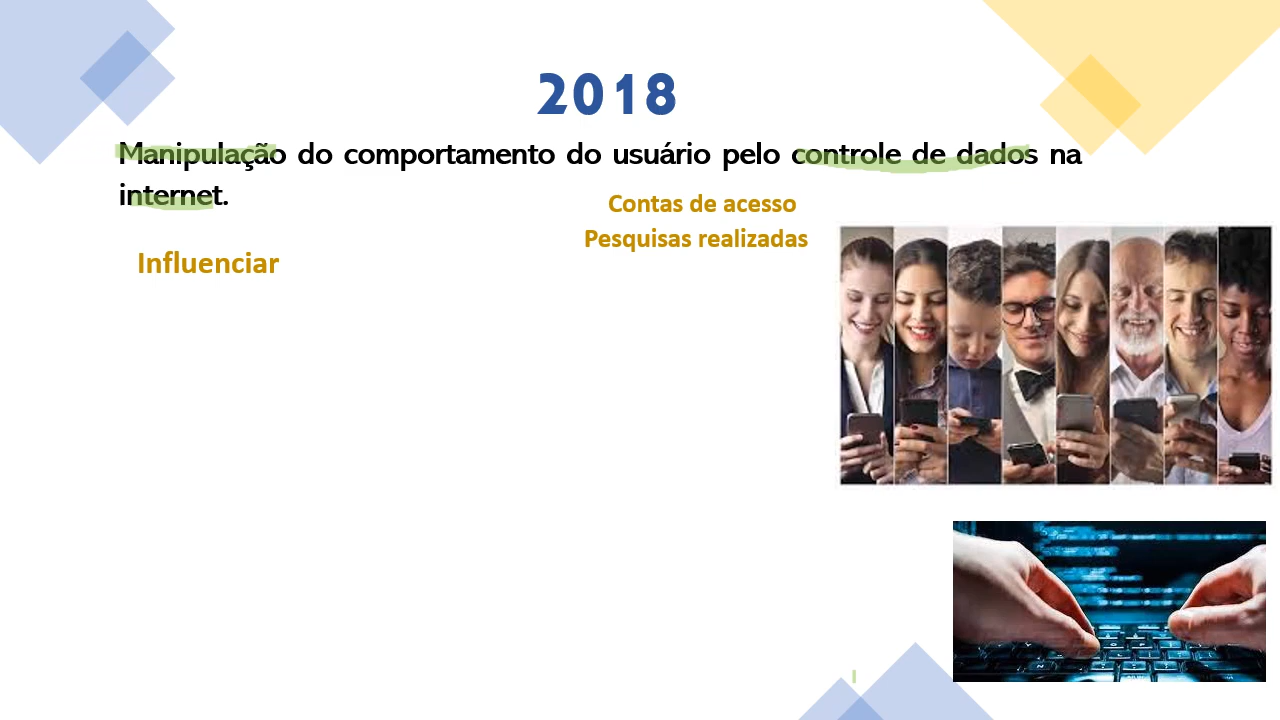 2018
Manipulação do comportamento do usuário pelo controle de dados na
internet.
Contas de acesso
Pesquisas realizadas
Influenciar